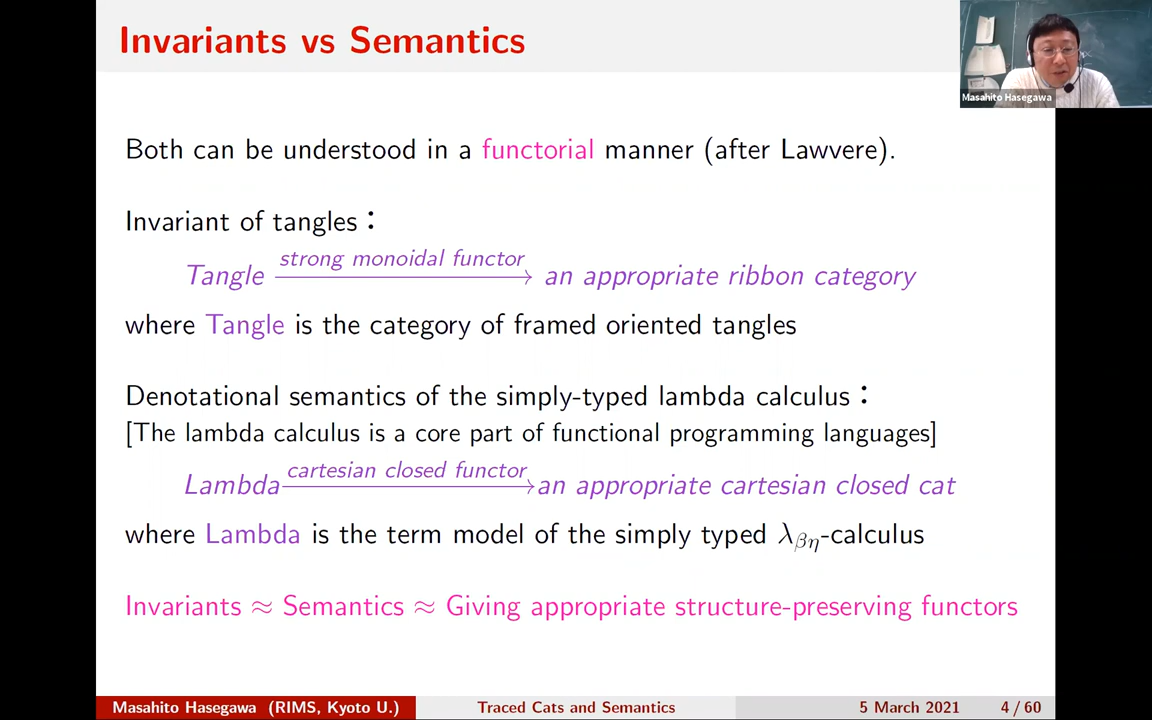 Invariants vs Semantics
Masahito Hasegawa
Both can be understood in a functorial manner (after Lawvere).
Invariant of tangles：
strong monoidal functor
Tangle ⟶ an appropriate ribbon category
where Tangle is the category of framed oriented tangles
Denotational semantics of the simply-typed lambda calculus：
[The lambda calculus is a core part of functional programming languages]
cartesian closed functor
Lambda ⟶ an appropriate cartesian closed cat
where Lambda is the term model of the simply typed λβη-calculus
Invariants ≈ Semantics ≈ Giving appropriate structure-preserving functors
Masahito Hasegawa (RIMS, Kyoto U.) Traced Cats and Semantics 5 March 2021 4 / 60